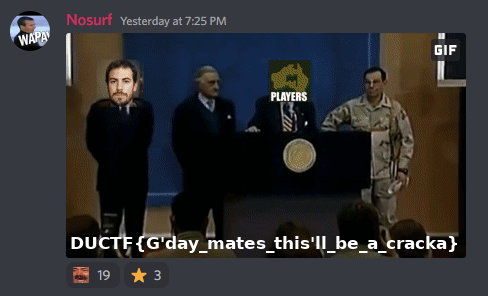 Nosurf Yesterday at 7:25 PM
WAPA!
GIF
PLAYERS
DUCTF{G'day_mates_this'll_be_a_cracka}
19 3